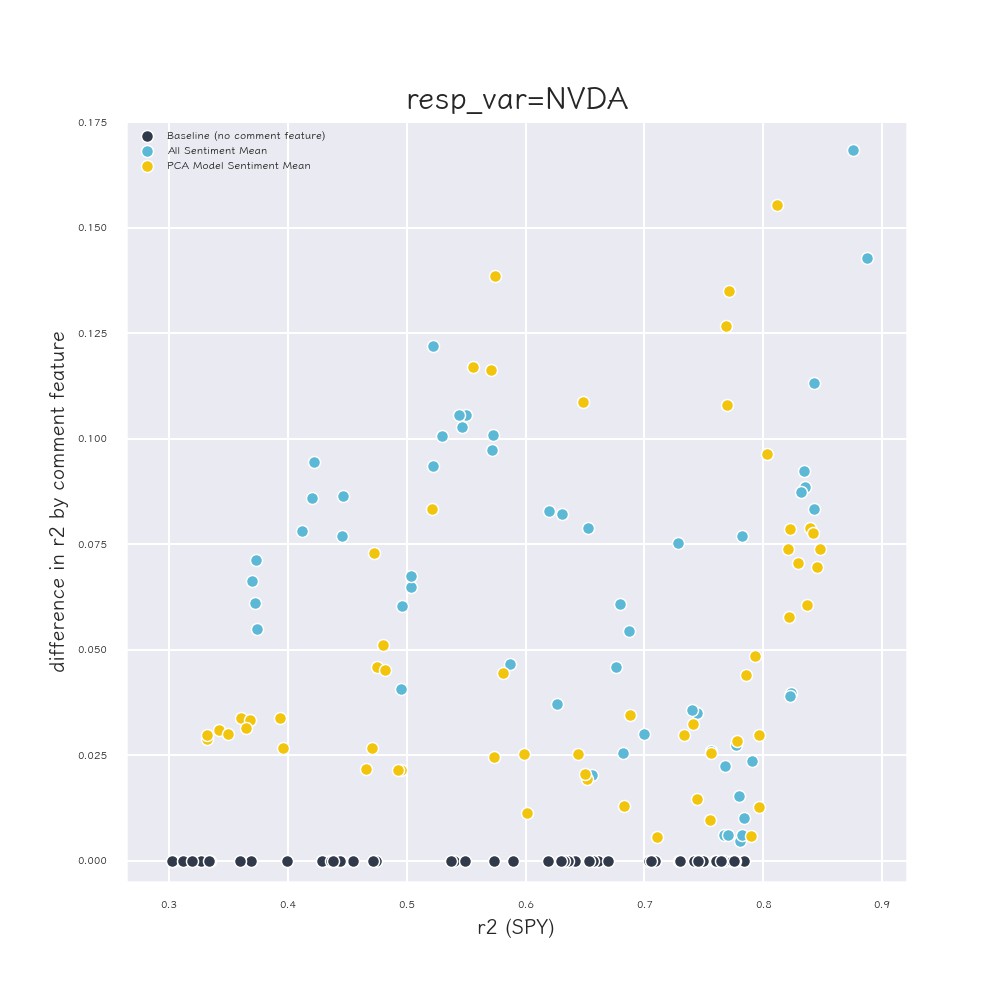 resp_var=NVDA
0.175
0.150
0.125
0.100
0.075
0.050
0.025
0.000
difference in r2 by comment feature
Baseline (no comment feature)
All Sentiment Mean
PCA Model Sentiment Mean
0.3 0.4 0.5 0.6 0.7 0.8 0.9
r2 (SPY)